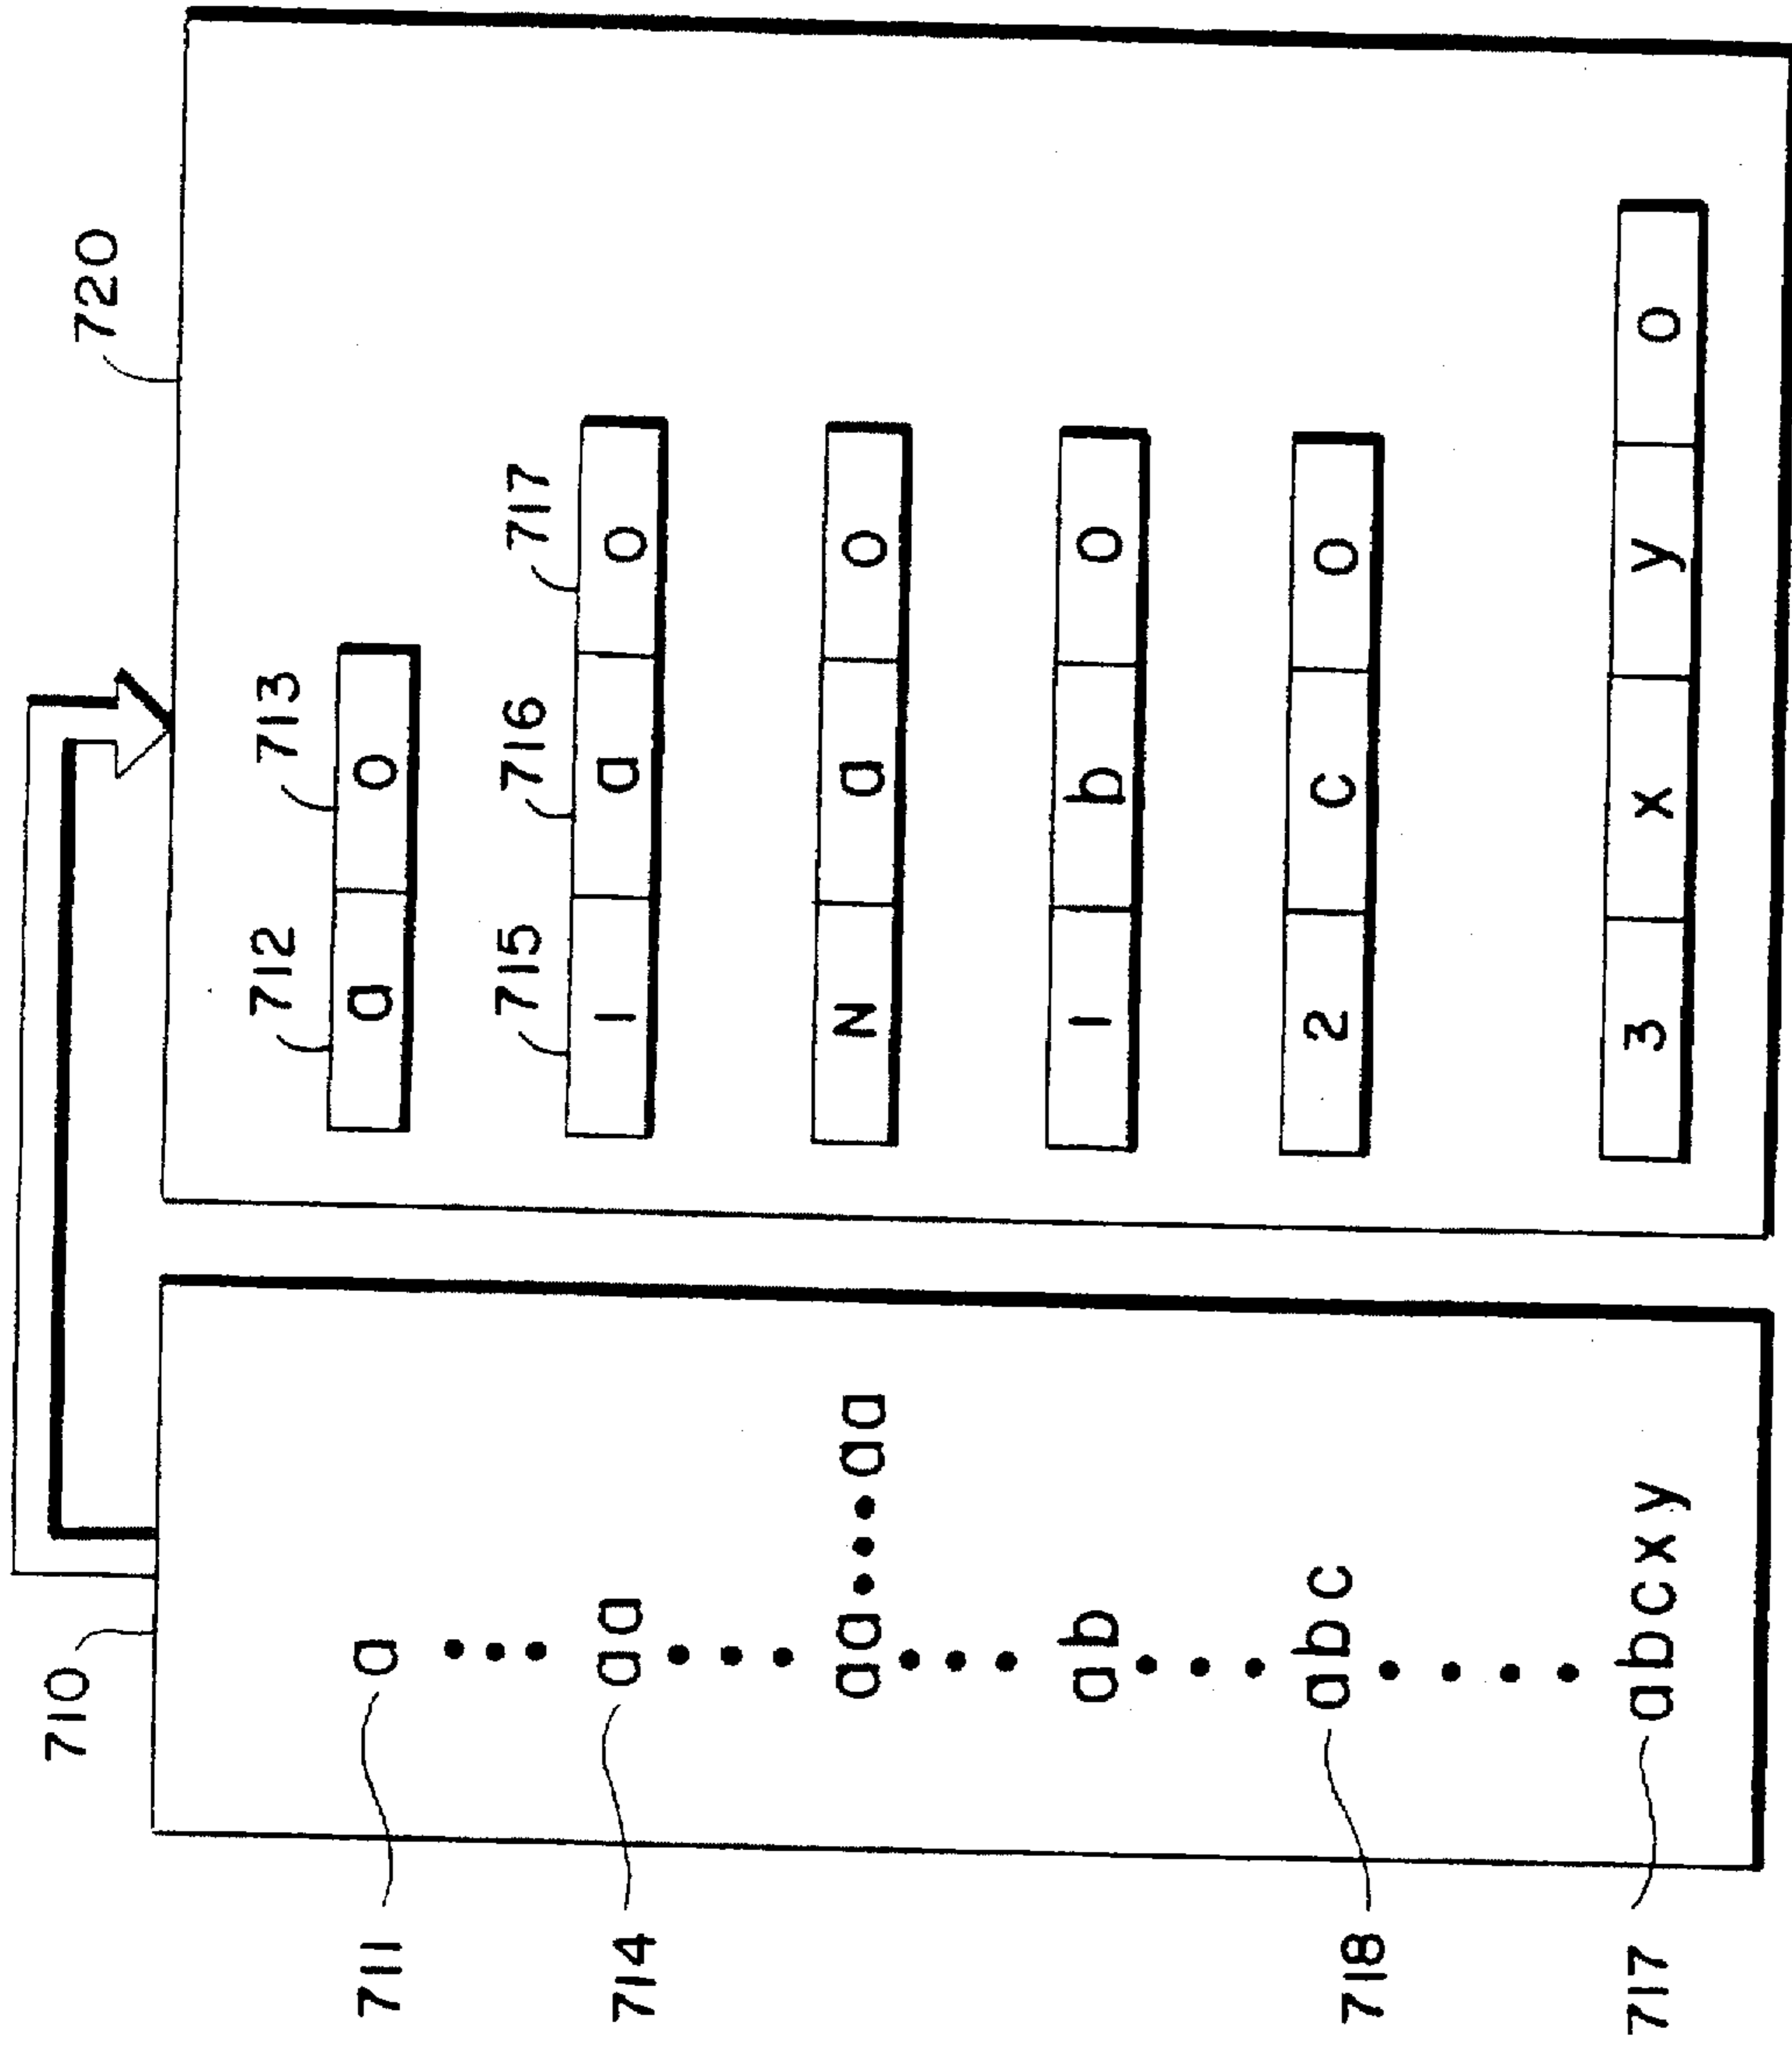 710 720
712 713
711 a a 0
715 716 717
714 aa 1 a 0
aa•••aa N a 0
ab 1 b 0
718 abc 2 c 0
717 abcxy 3 x y 0